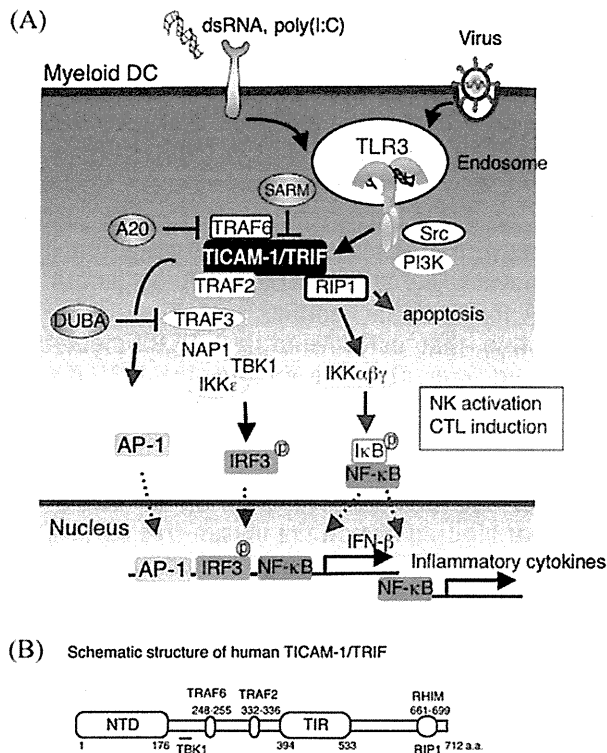 (A)
dsRNA, poly(I:C)
Virus
Myeloid DC
TLR3
Endosome
SARM
A20
TRAF6
Src
TICAM-1/TRIF
PI3K
TRAF2
RIP1
apoptosis
DUBA
TRAF3
NAP1
TBK1
IKKε
IKKαβγ
NK activation
CTL induction
AP-1
IRF3
p
IκB
p
NF-κB
Nucleus
IFN-β
p
AP-1
IRF3
NF-κB
Inflammatory cytokines
NF-κB
(B) Schematic structure of human TICAM-1/TRIF
TRAF6 TRAF2 RHIM
248-255 332-336 661-699
NTD TIR
1 176 394 533 712 a.a.
TBK1 RIP1